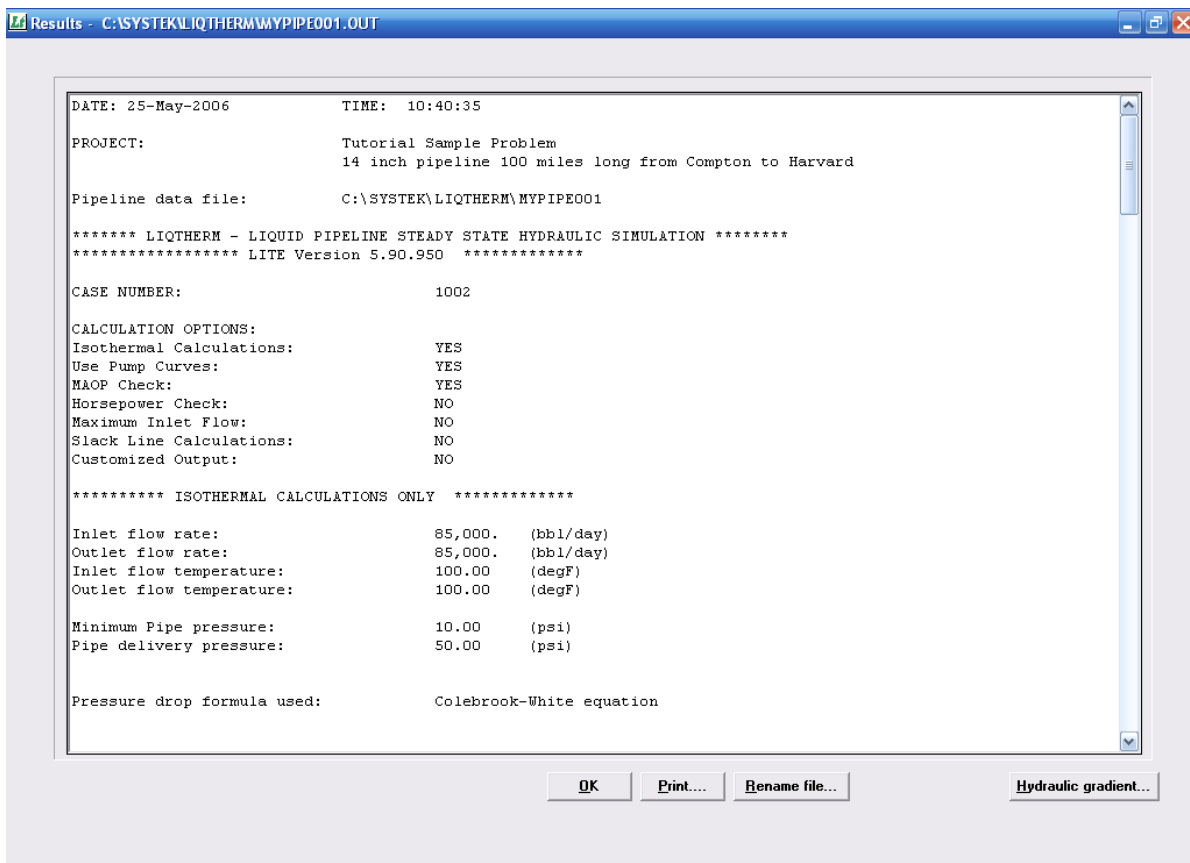 Results - C:\SYSTEK\LIQTHERM\MYPIPE001.OUT
DATE: 25-May-2006 TIME: 10:40:35
PROJECT: Tutorial Sample Problem
14 inch pipeline 100 miles long from Compton to Harvard
Pipeline data file: C:\SYSTEK\LIQTHERM\MYPIPE001
******* LIQTHERM - LIQUID PIPELINE STEADY STATE HYDRAULIC SIMULATION ********
****************** LITE Version 5.90.950 *************
CASE NUMBER: 1002
CALCULATION OPTIONS:
Isothermal Calculations: YES
Use Pump Curves: YES
MAOP Check: YES
Horsepower Check: NO
Maximum Inlet Flow: NO
Slack Line Calculations: NO
Customized Output: NO
********** ISOTHERMAL CALCULATIONS ONLY *************
Inlet flow rate: 85,000. (bbl/day)
Outlet flow rate: 85,000. (bbl/day)
Inlet flow temperature: 100.00 (degF)
Outlet flow temperature: 100.00 (degF)
Minimum Pipe pressure: 10.00 (psi)
Pipe delivery pressure: 50.00 (psi)
Pressure drop formula used: Colebrook-White equation
OK Print.... Rename file... Hydraulic gradient...